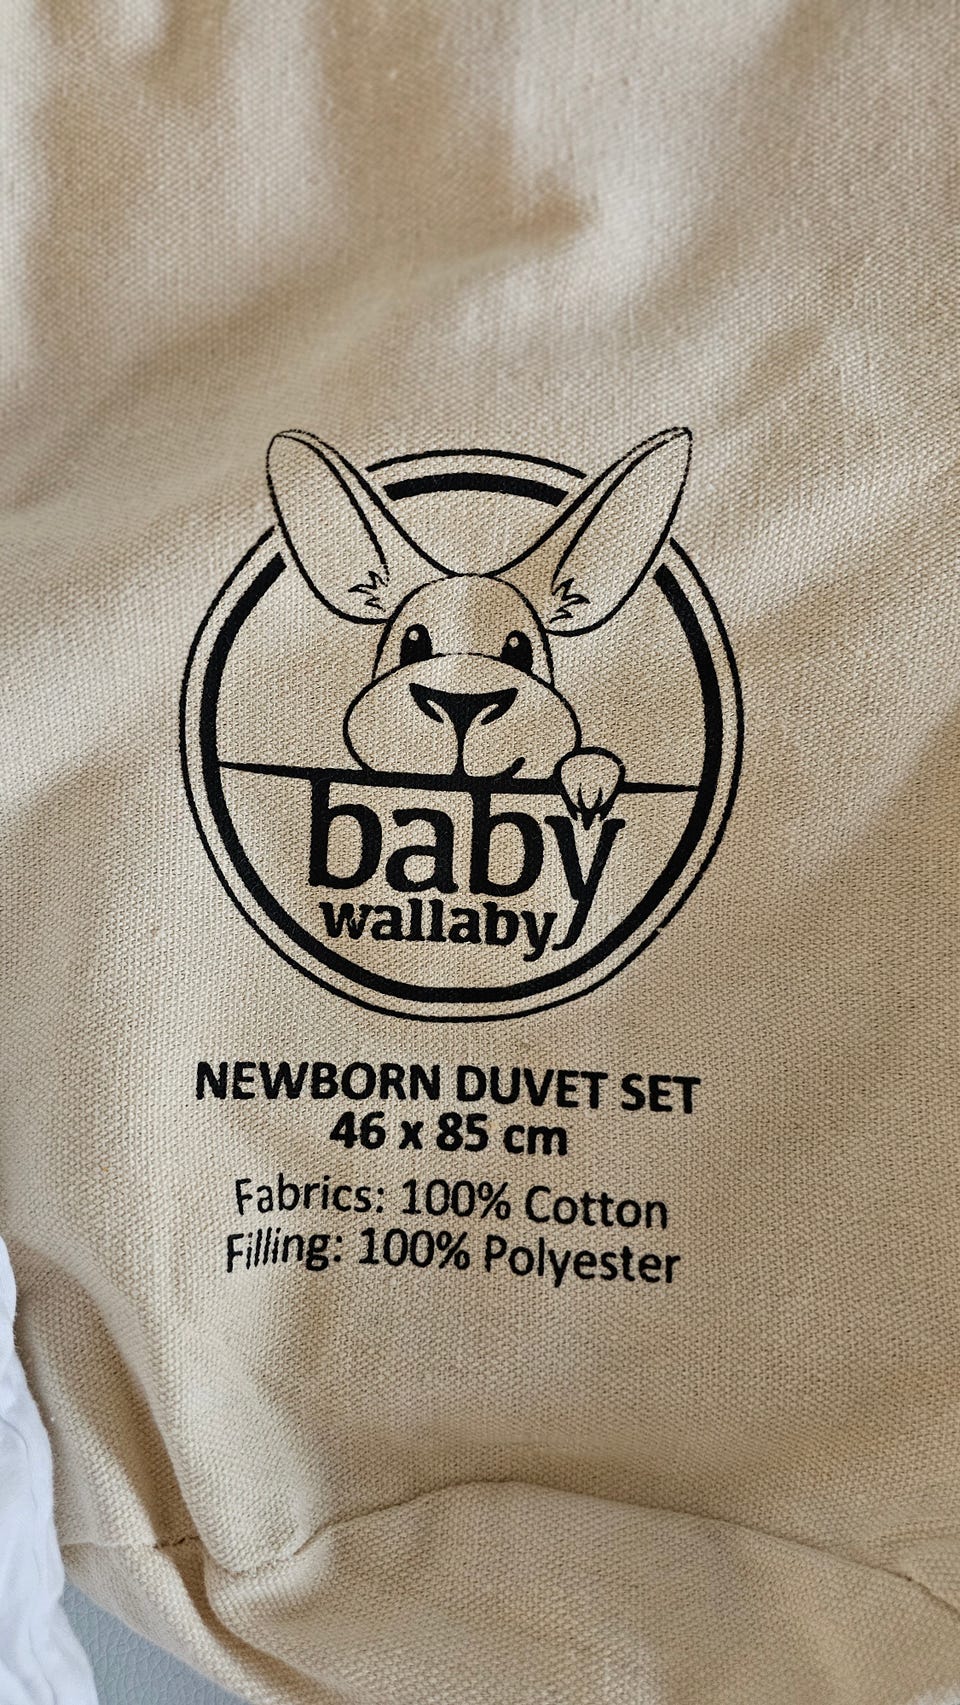 baby
wallaby
NEWBORN DUVET SET
46 x 85 cm
Fabrics: 100% Cotton
Filling: 100% Polyester